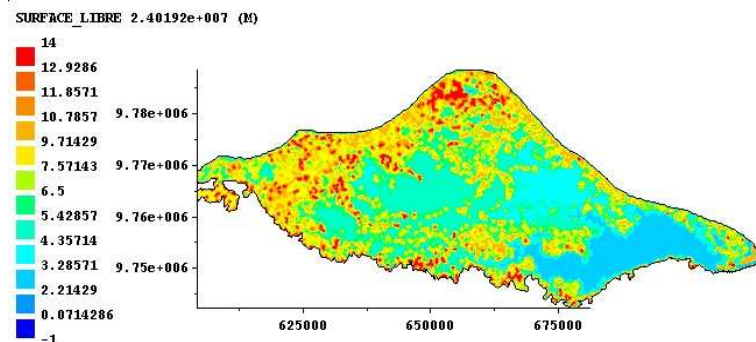 SURFACE_LIBRE 2.40192e+007 (M)
14
12.9286
11.8571
10.7857
9.71429
7.57143
6.5
5.42857
4.35714
3.28571
2.21429
0.0714286
-1
9.78e+006
9.77e+006
9.76e+006
9.75e+006
625000 650000 675000